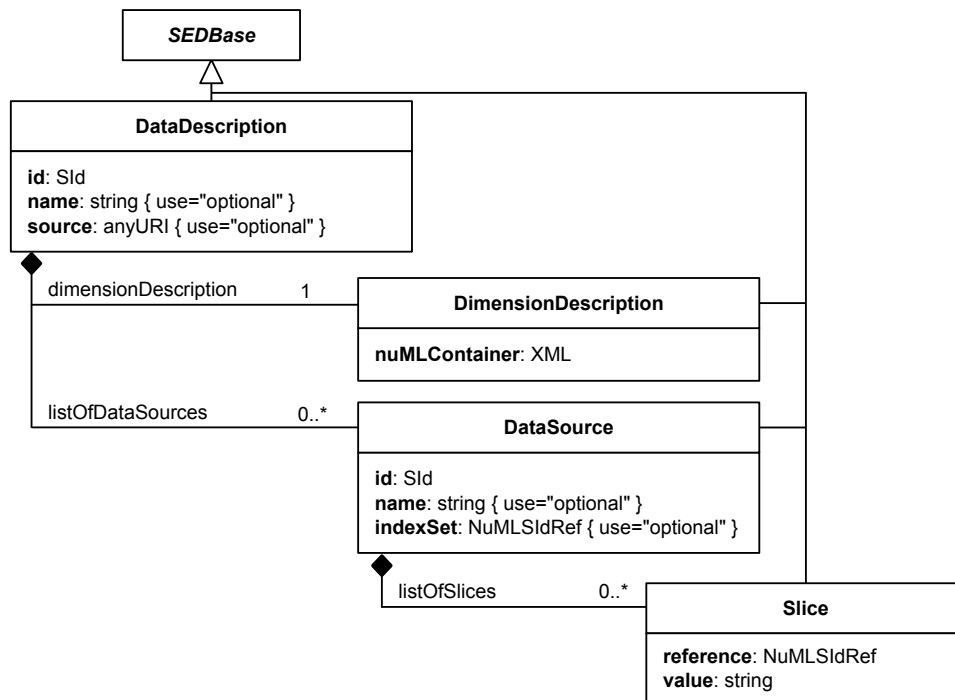 SEDBase
DataDescription
id: SId
name: string { use="optional" }
source: anyURI { use="optional" }
dimensionDescription 1
DimensionDescription
nuMLContainer: XML
listOfDataSources 0..*
DataSource
id: SId
name: string { use="optional" }
indexSet: NuMLSIdRef { use="optional" }
listOfSlices 0..*
Slice
reference: NuMLSIdRef
value: string